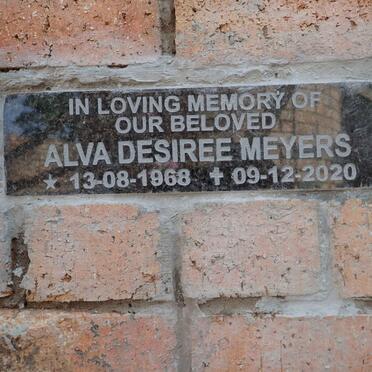 IN LOVING MEMORY OF
OUR BELOVED
ALVA DESIREE MEYERS
★ 13-08-1968 ✝ 09-12-2020